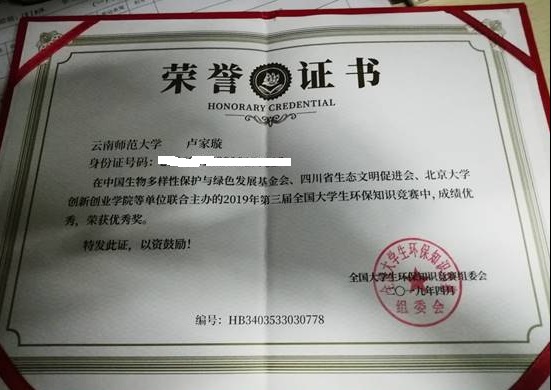 荣誉证书
HONORARY CREDENTIAL
云南师范大学 卢家璇
身份证号码:
在中国生物多样性保护与绿色发展基金会、四川省生态文明促进会、北京大学
创新创业学院等单位联合主办的2019年第三届全国大学生环保知识竞赛中,成绩优
秀，荣获优秀奖。
特发此证，以资鼓励！
全国大学生环保知识竞赛组委会
二〇一九年四月
组委会
编号：HB3403533030778